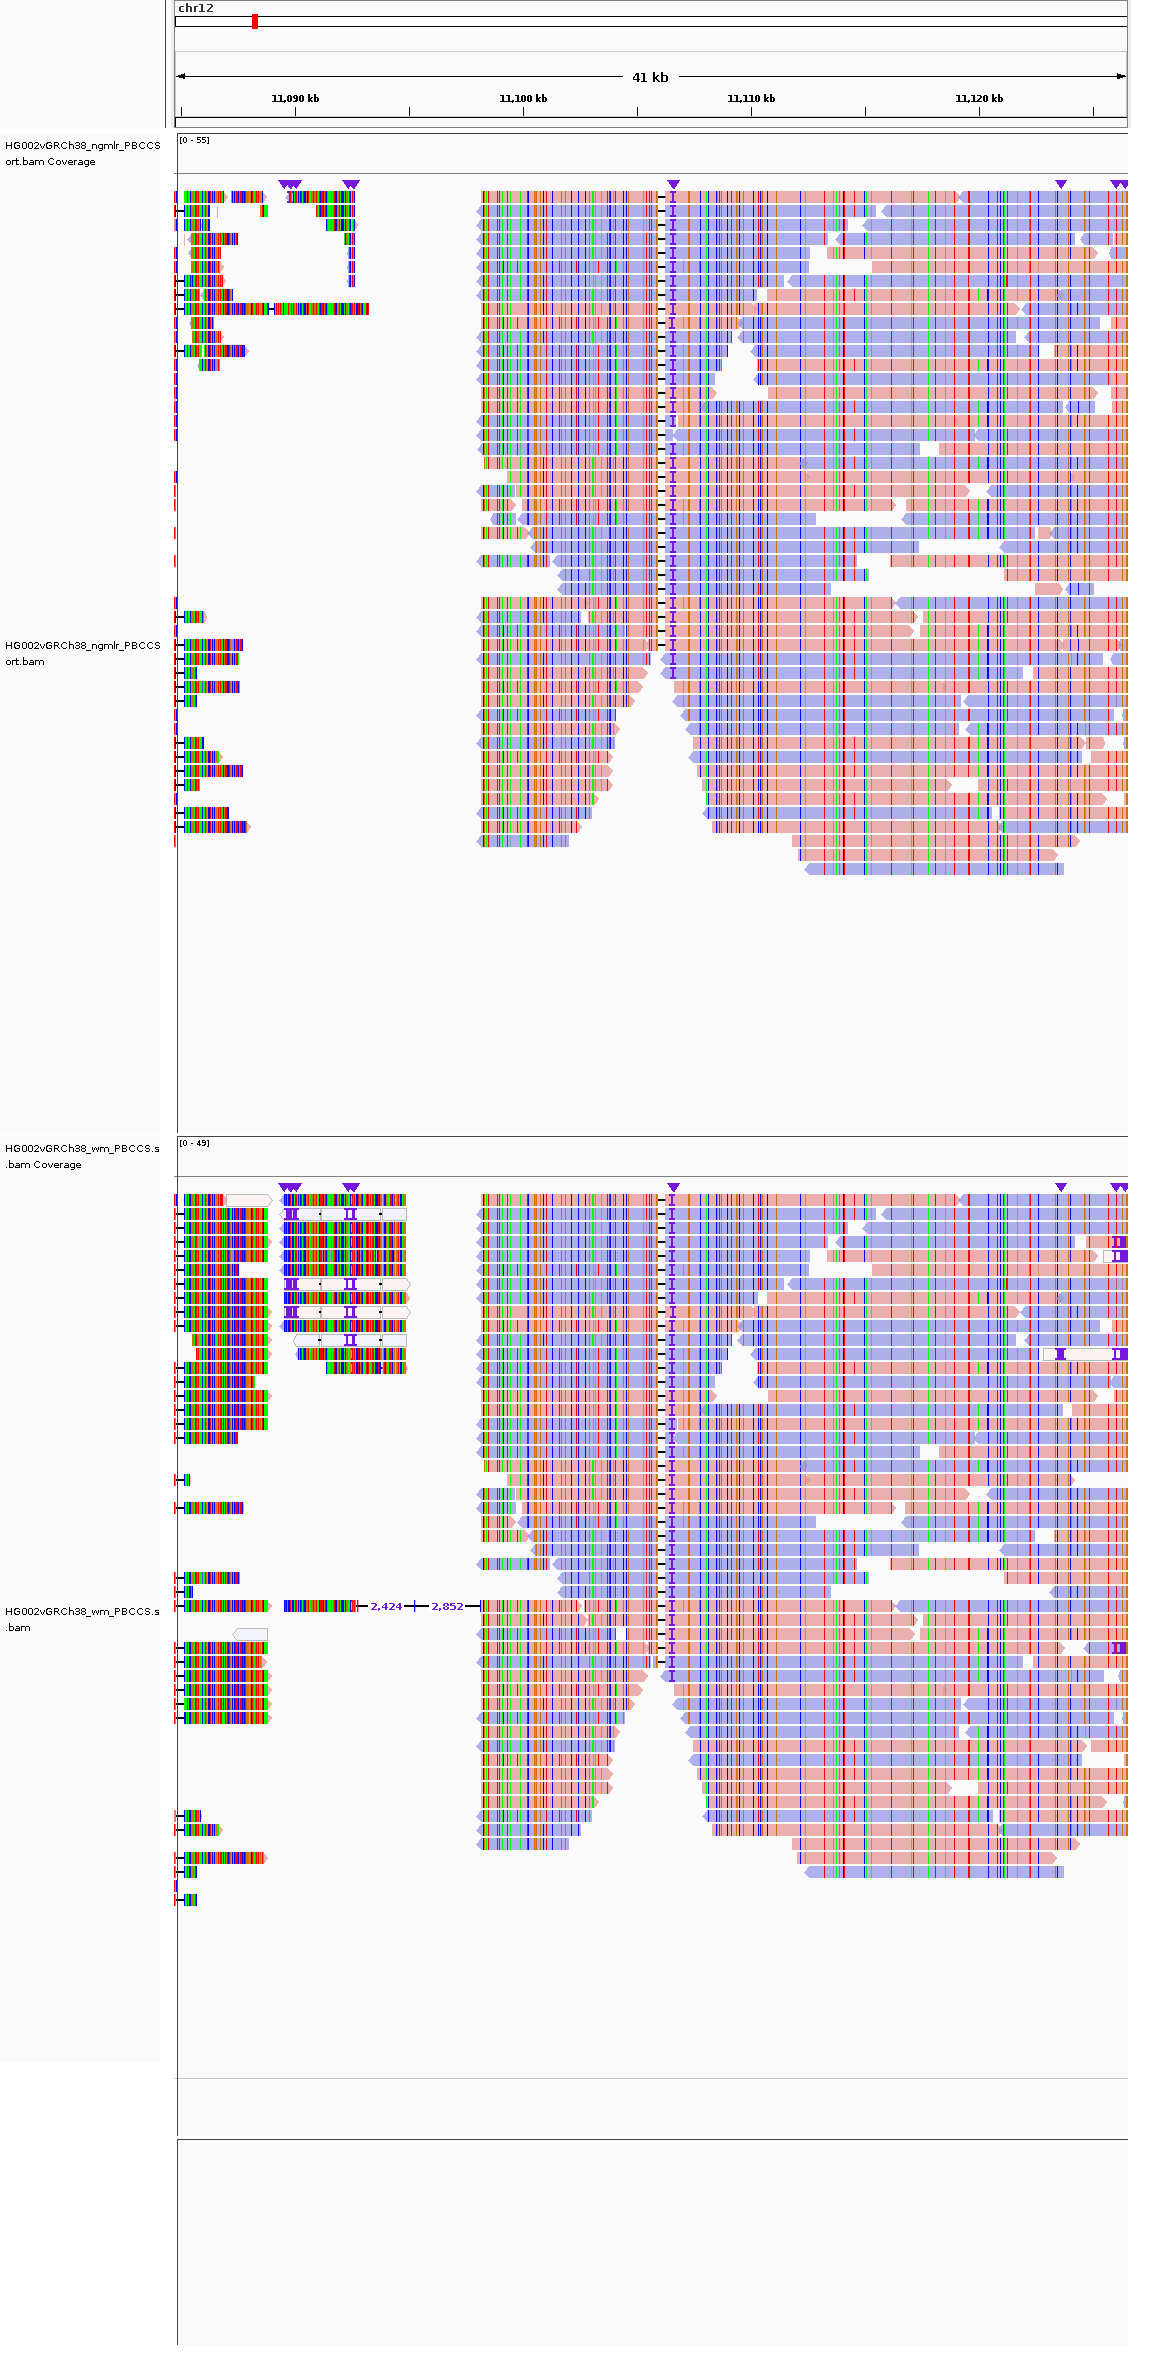 chr12
41 kb
11,090 kb 11,100 kb 11,110 kb 11,120 kb
HG002vGRCh38_ngmlr_PBCCS
ort.bam Coverage
[0 - 55]
HG002vGRCh38_ngmlr_PBCCS
ort.bam
HG002vGRCh38_wm_PBCCS.s
.bam Coverage
[0 - 49]
2,424 2,852
HG002vGRCh38_wm_PBCCS.s
.bam